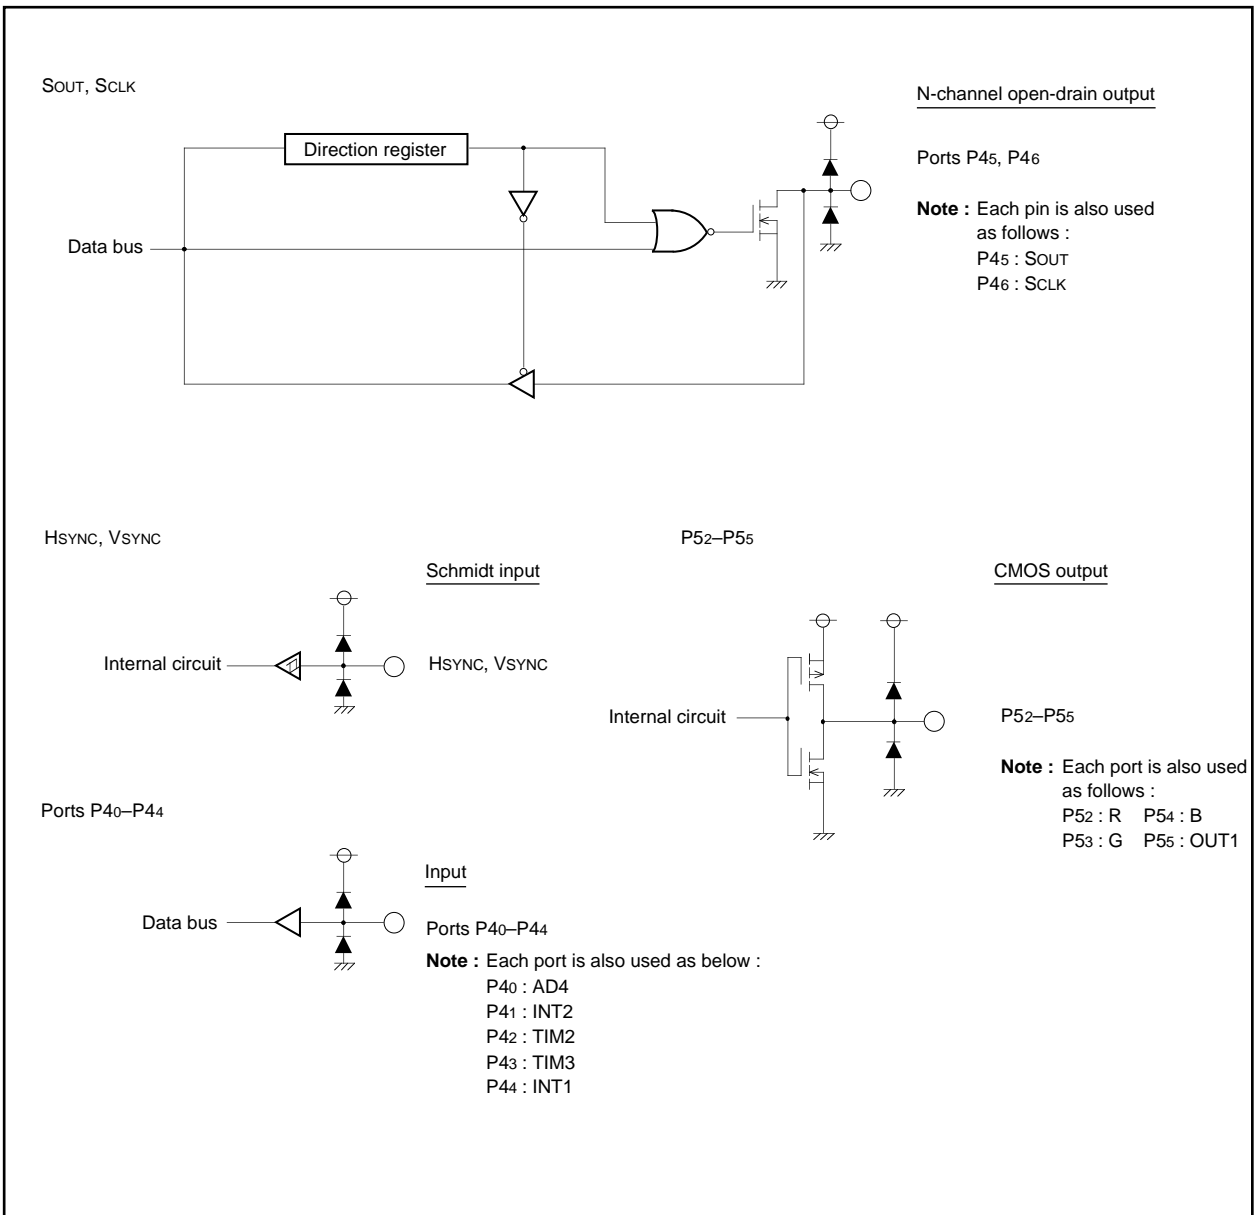 SOUT, SCLK
N-channel open-drain output
Direction register
Ports P45, P46
Note : Each pin is also used
as follows :
P45 : SOUT
P46 : SCLK
Data bus
HSYNC, VSYNC
Schmidt input
Internal circuit
HSYNC, VSYNC
P52–P55
CMOS output
Internal circuit
P52–P55
Note : Each port is also used
as follows :
P52 : R P54 : B
P53 : G P55 : OUT1
Ports P40–P44
Input
Data bus
Ports P40–P44
Note : Each port is also used as below :
P40 : AD4
P41 : INT2
P42 : TIM2
P43 : TIM3
P44 : INT1